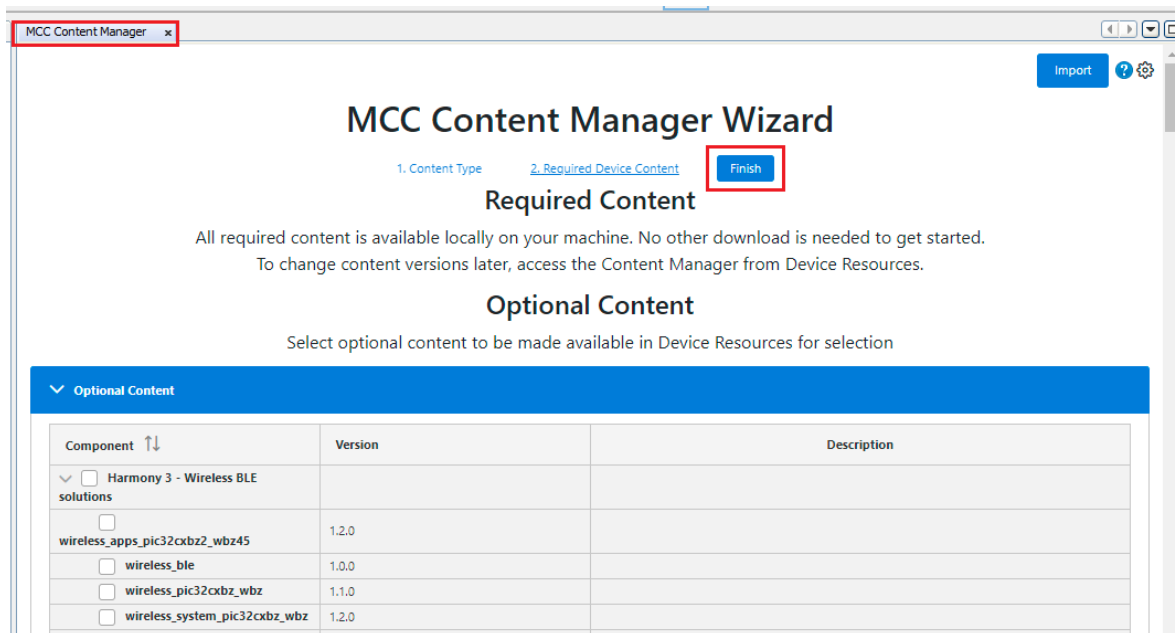 MCC Content Manager x
Import ?
MCC Content Manager Wizard
1. Content Type 2. Required Device Content Finish
Required Content
All required content is available locally on your machine. No other download is needed to get started.
To change content versions later, access the Content Manager from Device Resources.
Optional Content
Select optional content to be made available in Device Resources for selection
Optional Content
Component Version Description
Harmony 3 - Wireless BLE
solutions
wireless_apps_pic32cxbz2_wbz45 1.2.0
wireless_ble 1.0.0
wireless_pic32cxbz_wbz 1.1.0
wireless_system_pic32cxbz_wbz 1.2.0